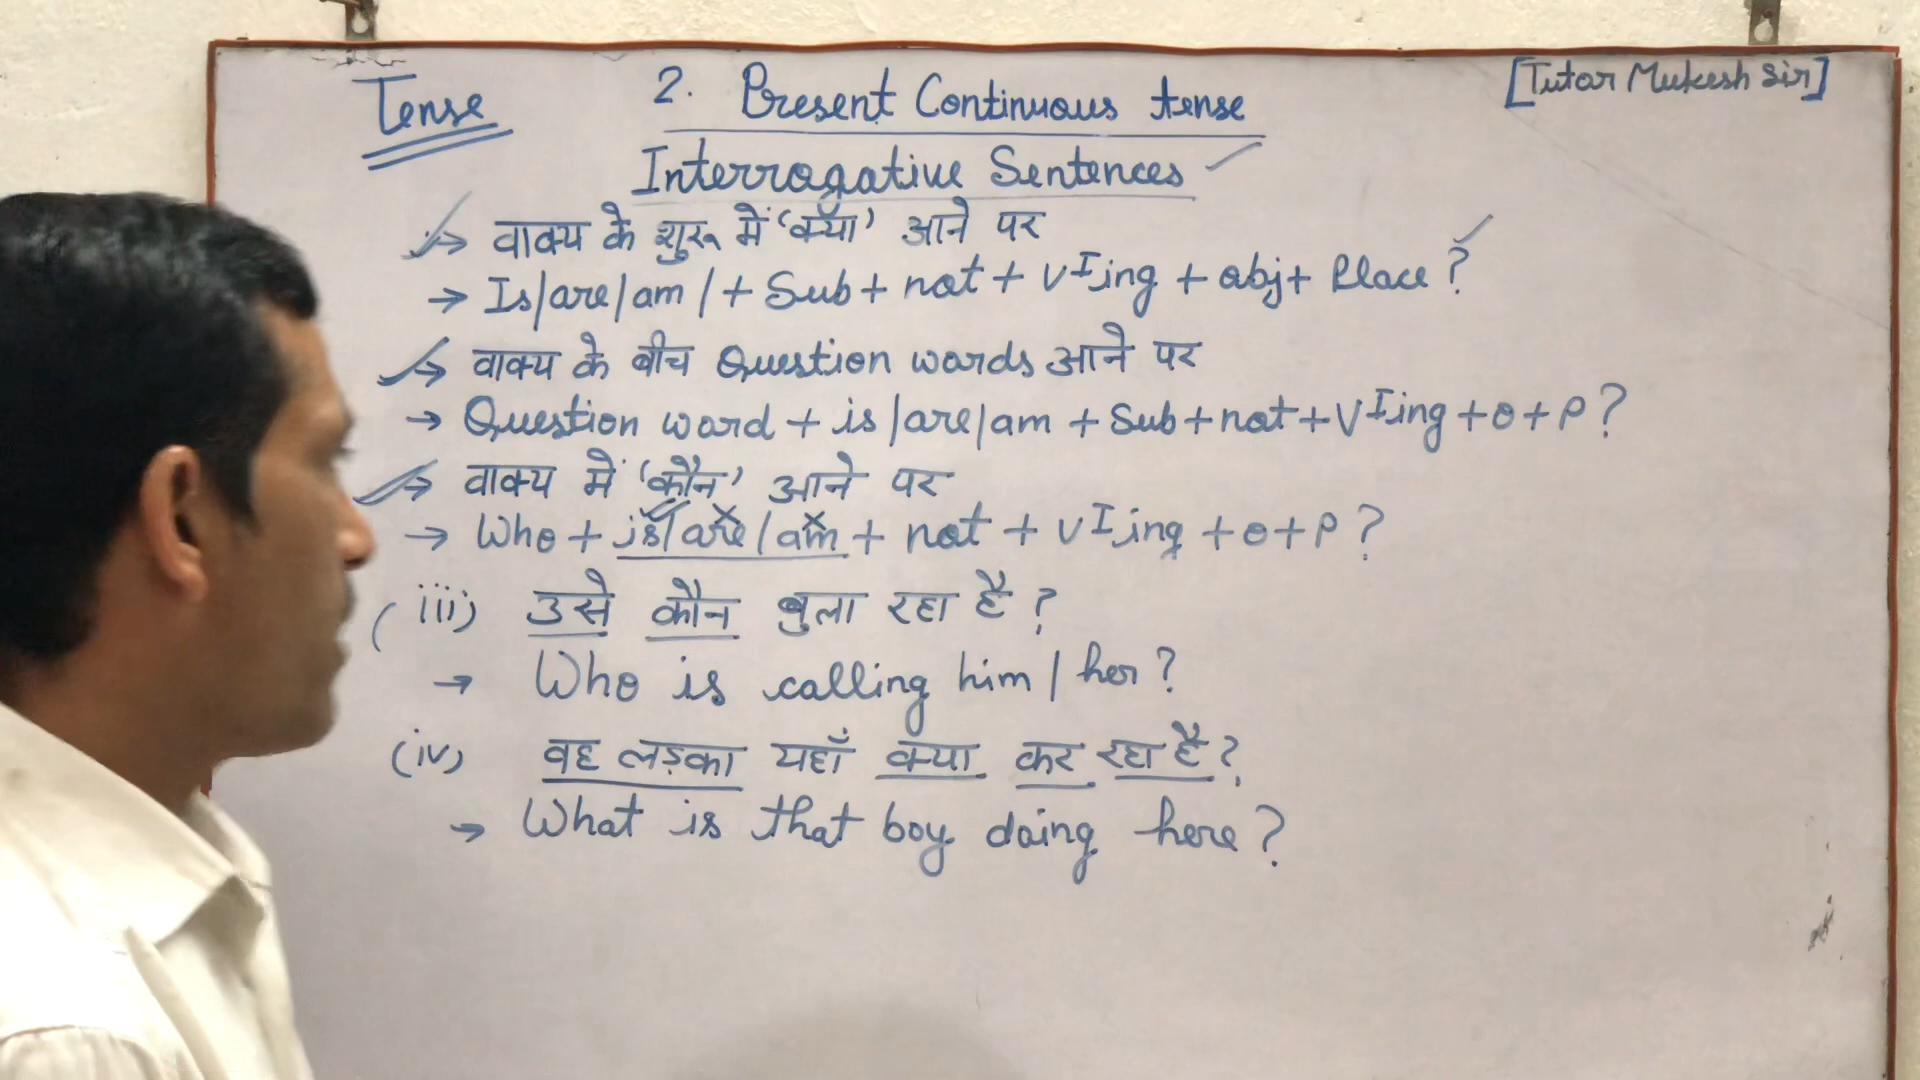 Tense
2. Present Continuous tense
[Tutor Mukesh Sir]
Interrogative Sentences
→ वाक्य के शुरू में 'क्या' आने पर
→ Is/are/am/+ Sub + not + VIing + obj + Place ?
→ वाक्य के बीच Question words आने पर
→ Question word + is/are/am + Sub + not + VIing + O + P ?
→ वाक्य में 'कौन' आने पर
→ Who + is/are/am + not + VIing + O + P ?
(iii) उसे कौन बुला रहा है ?
→ Who is calling him / her ?
(iv) वह लड़का यहाँ क्या कर रहा है ?
→ What is that boy doing here ?